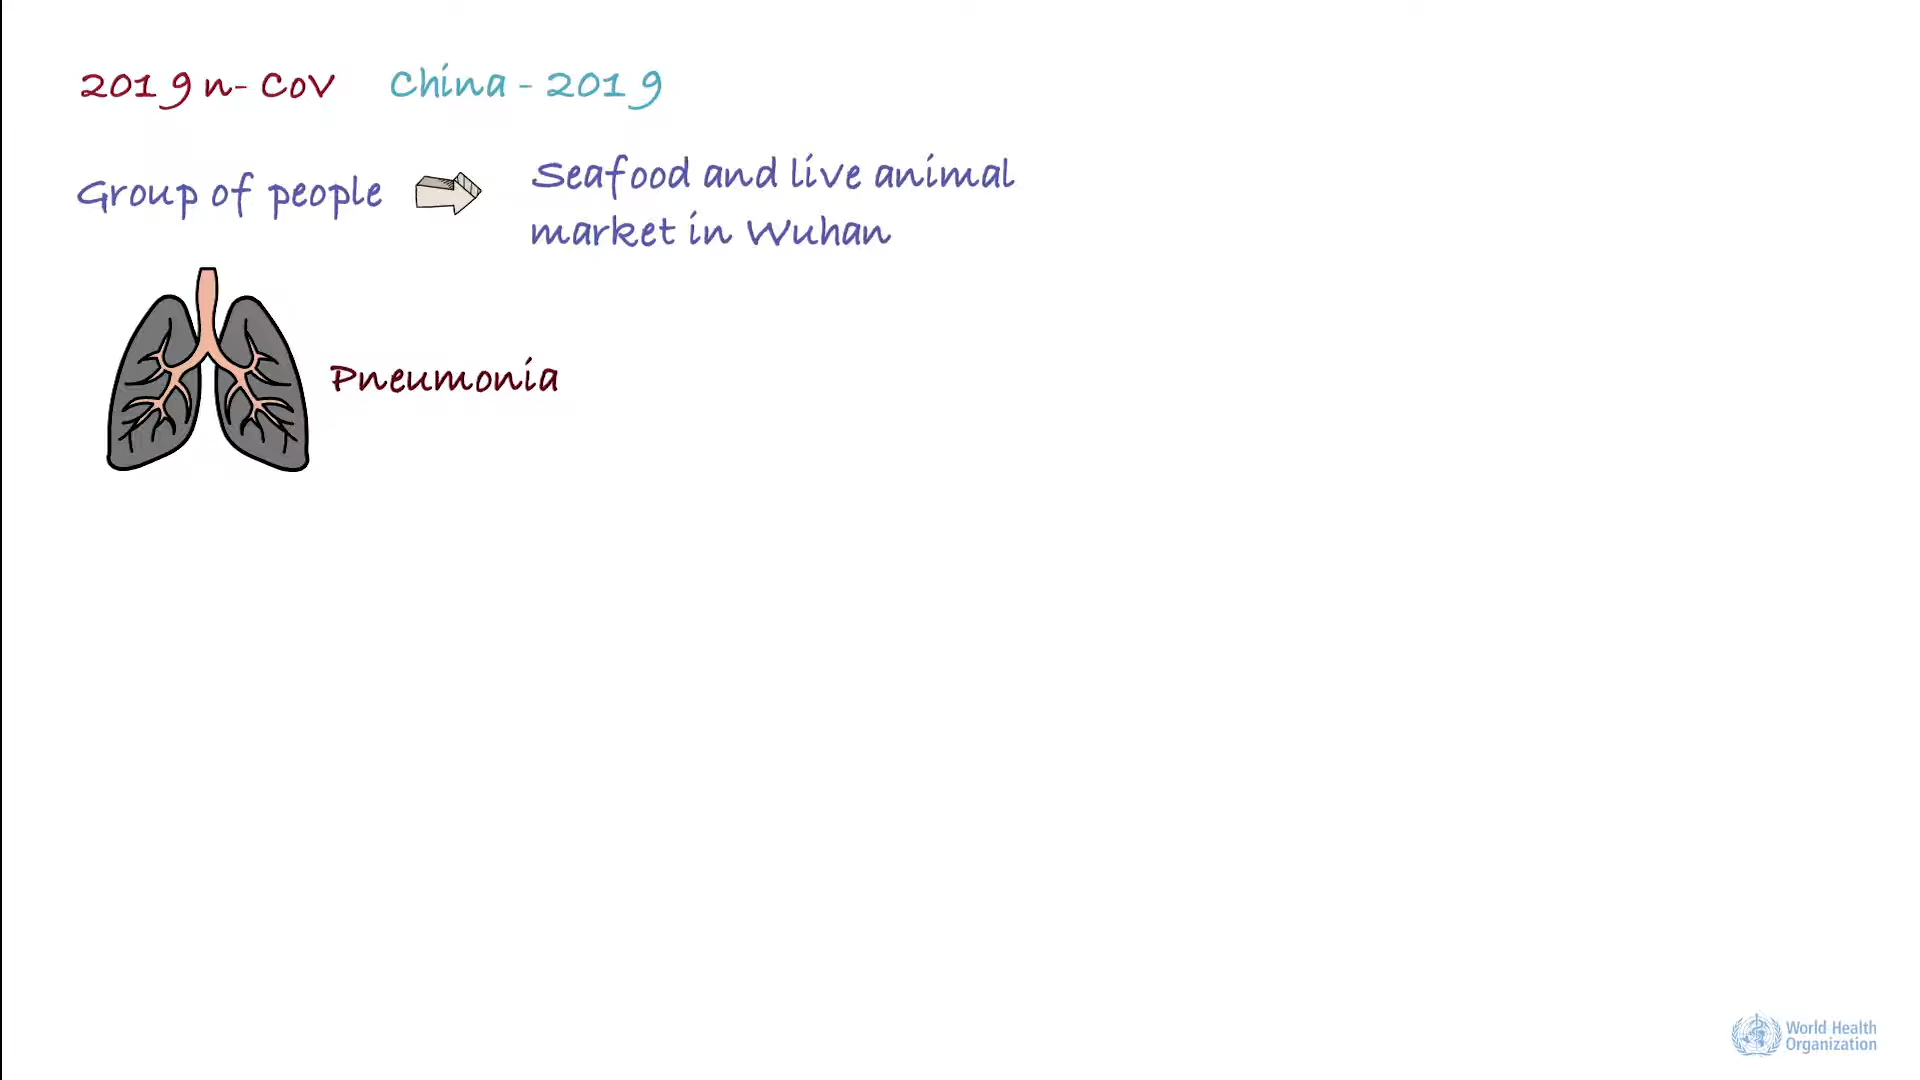 2019 n- CoV China - 2019
Group of people
Seafood and live animal
market in Wuhan
Pneumonia
World Health
Organization